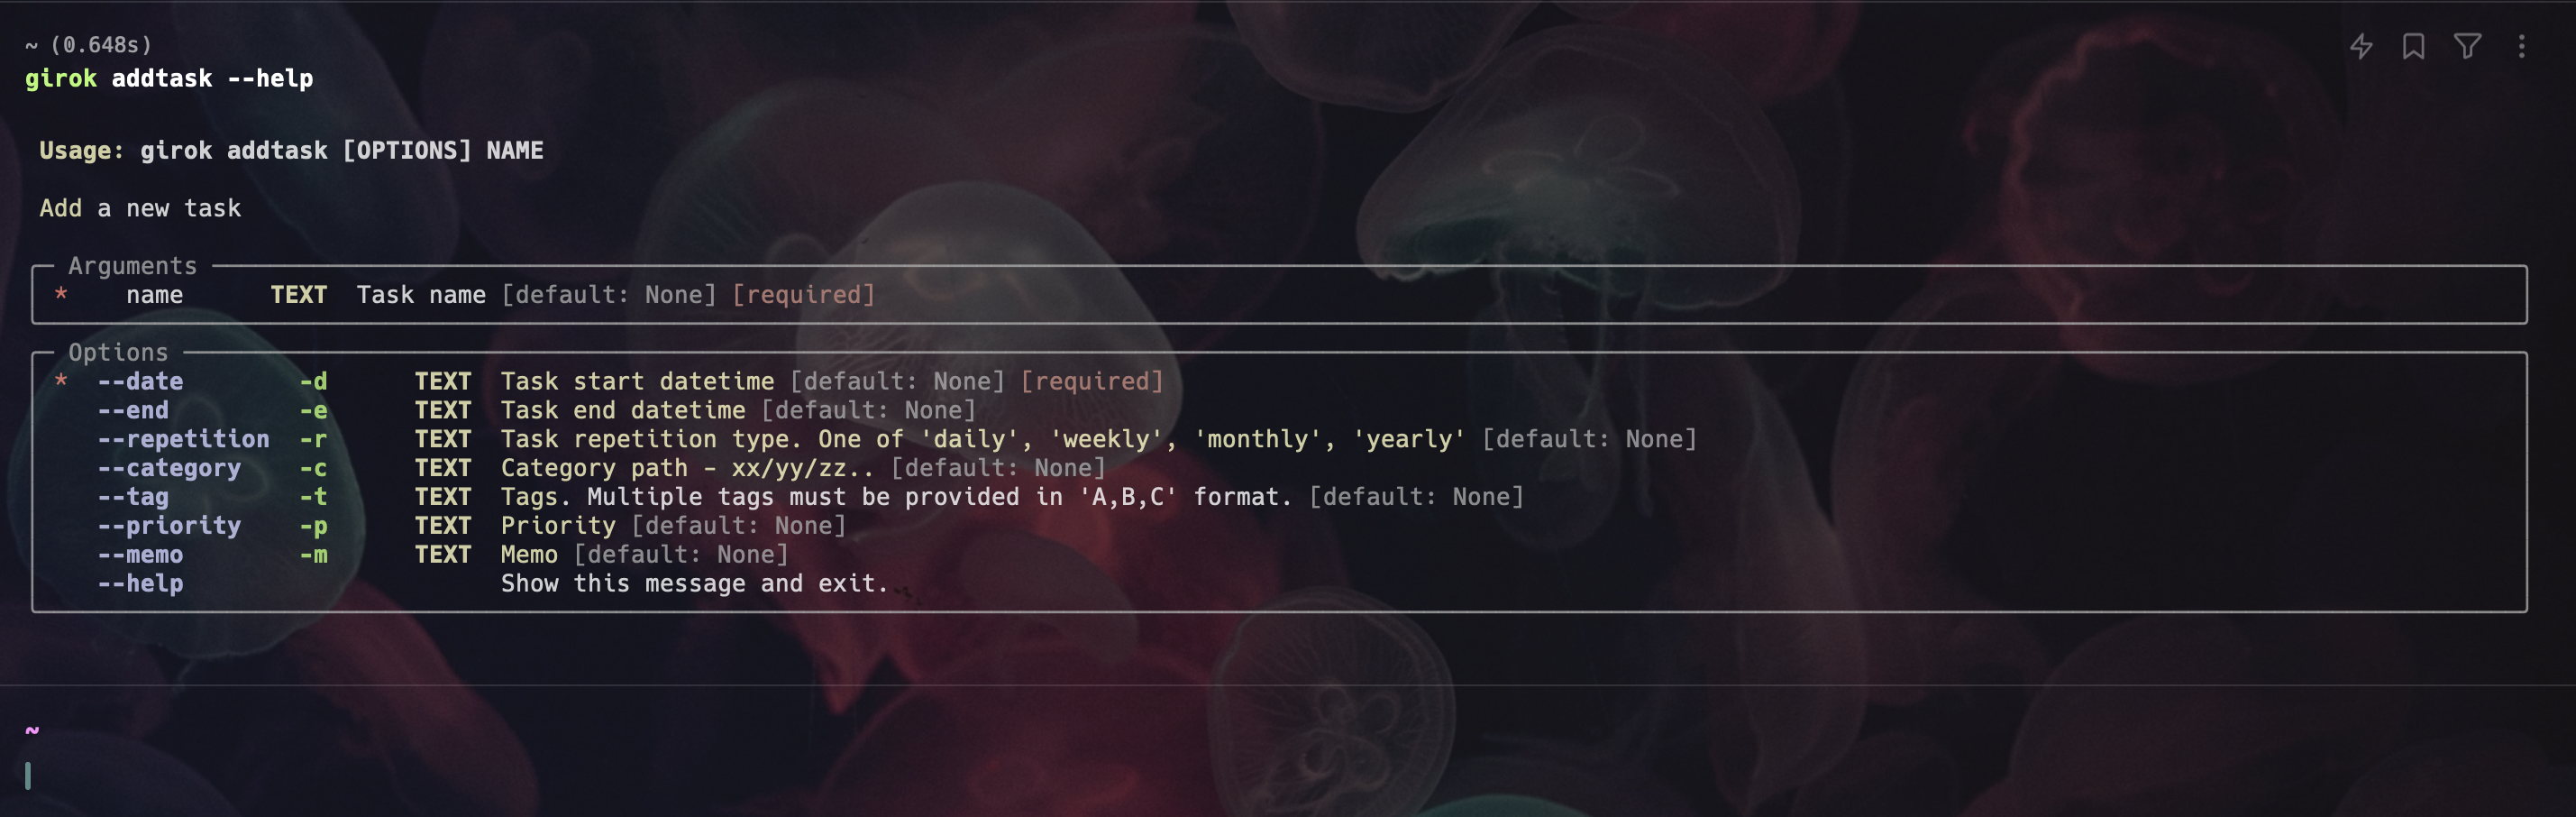 ~ (0.648s)
girok addtask --help
Usage: girok addtask [OPTIONS] NAME
Add a new task
Arguments
* name TEXT Task name [default: None] [required]
Options
* --date -d TEXT Task start datetime [default: None] [required]
--end -e TEXT Task end datetime [default: None]
--repetition -r TEXT Task repetition type. One of 'daily', 'weekly', 'monthly', 'yearly' [default: None]
--category -c TEXT Category path - xx/yy/zz.. [default: None]
--tag -t TEXT Tags. Multiple tags must be provided in 'A,B,C' format. [default: None]
--priority -p TEXT Priority [default: None]
--memo -m TEXT Memo [default: None]
--help Show this message and exit.
~